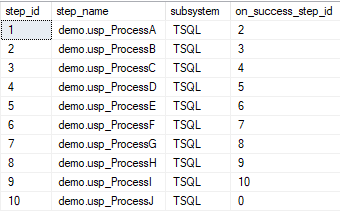 step_id step_name subsystem on_success_step_id
1 demo.usp_ProcessA TSQL 2
2 demo.usp_ProcessB TSQL 3
3 demo.usp_ProcessC TSQL 4
4 demo.usp_ProcessD TSQL 5
5 demo.usp_ProcessE TSQL 6
6 demo.usp_ProcessF TSQL 7
7 demo.usp_ProcessG TSQL 8
8 demo.usp_ProcessH TSQL 9
9 demo.usp_ProcessI TSQL 10
10 demo.usp_ProcessJ TSQL 0